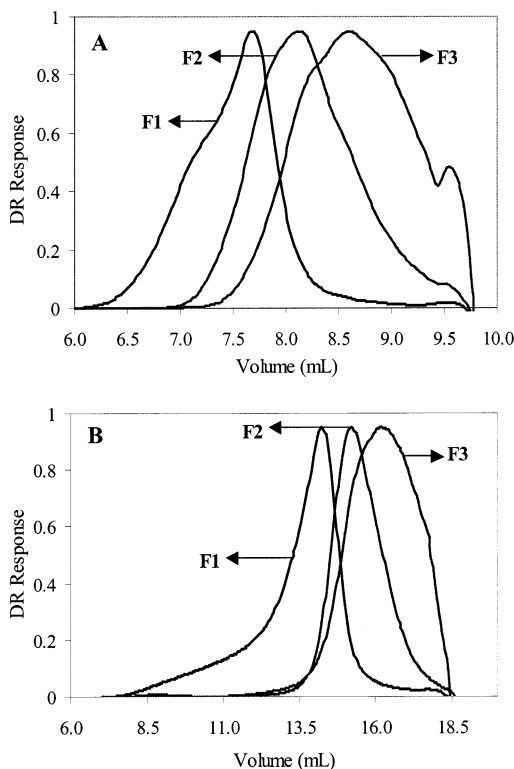 A
F1
F2
F3
DR Response
1
0.8
0.6
0.4
0.2
0
6.0 6.5 7.0 7.5 8.0 8.5 9.0 9.5 10.0
Volume (mL)
B
F2
F3
F1
DR Response
1
0.8
0.6
0.4
0.2
0
6.0 8.5 11.0 13.5 16.0 18.5
Volume (mL)